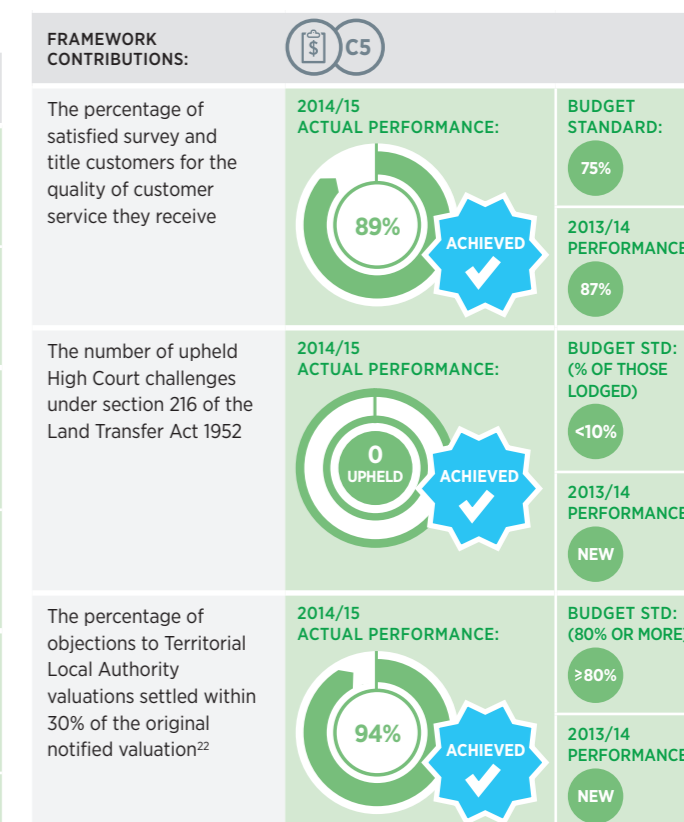 FRAMEWORK
CONTRIBUTIONS:
$
C5
The percentage of
satisfied survey and
title customers for the
quality of customer
service they receive
2014/15
ACTUAL PERFORMANCE:
89%
ACHIEVED
BUDGET
STANDARD:
75%
2013/14
PERFORMANCE
87%
The number of upheld
High Court challenges
under section 216 of the
Land Transfer Act 1952
2014/15
ACTUAL PERFORMANCE:
0
UPHELD
ACHIEVED
BUDGET STD:
(% OF THOSE
LODGED)
<10%
2013/14
PERFORMANCE
NEW
The percentage of
objections to Territorial
Local Authority
valuations settled within
30% of the original
notified valuation²²
2014/15
ACTUAL PERFORMANCE:
94%
ACHIEVED
BUDGET STD:
(80% OR MORE)
≥80%
2013/14
PERFORMANCE
NEW